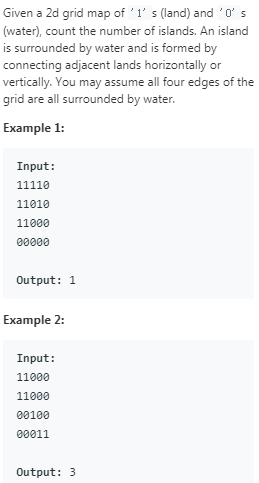 Given a 2d grid map of '1' s (land) and '0' s
(water), count the number of islands. An island
is surrounded by water and is formed by
connecting adjacent lands horizontally or
vertically. You may assume all four edges of the
grid are all surrounded by water.
Example 1:
Input:
11110
11010
11000
00000
Output: 1
Example 2:
Input:
11000
11000
00100
00011
Output: 3